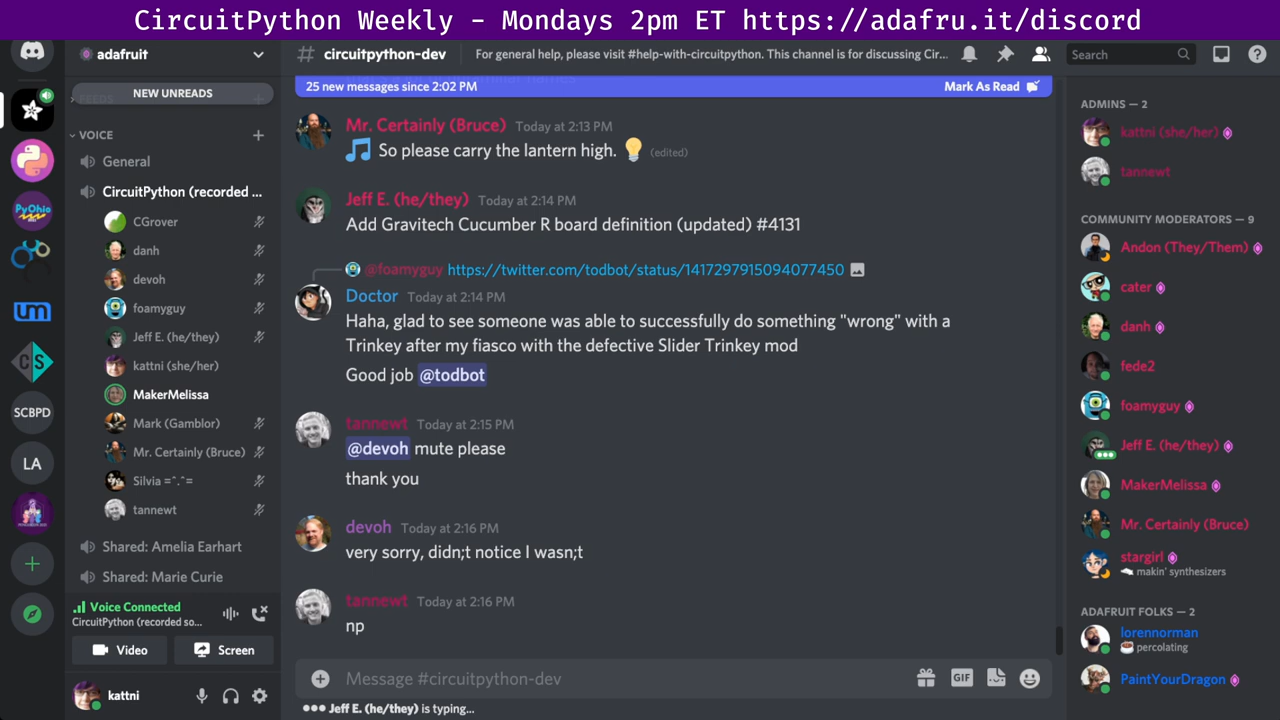 CircuitPython Weekly - Mondays 2pm ET https://adafru.it/discord
adafruit
NEW UNREADS
VOICE
General
CircuitPython (recorded ...
CGrover
danh
devoh
foamyguy
Jeff E. (he/they)
kattni (she/her)
MakerMelissa
Mark (Gamblor)
Mr. Certainly (Bruce)
Silvia =^.^=
tannewt
Shared: Amelia Earhart
Shared: Marie Curie
Voice Connected
CircuitPython (recorded so...
Video
Screen
kattni
PyOhio
um
CS
SCBPD
LA
# circuitpython-dev
For general help, please visit #help-with-circuitpython. This channel is for discussing Cir...
Search
25 new messages since 2:02 PM
Mark As Read
Mr. Certainly (Bruce) Today at 2:13 PM
🎵 So please carry the lantern high. 💡 (edited)
Jeff E. (he/they) Today at 2:14 PM
Add Gravitech Cucumber R board definition (updated) #4131
@foamyguy https://twitter.com/todbot/status/1417297915094077450
Doctor Today at 2:14 PM
Haha, glad to see someone was able to successfully do something "wrong" with a
Trinkey after my fiasco with the defective Slider Trinkey mod
Good job @todbot
tannewt Today at 2:15 PM
@devoh mute please
thank you
devoh Today at 2:16 PM
very sorry, didn;t notice I wasn;t
tannewt Today at 2:16 PM
np
Message #circuitpython-dev
GIF
Jeff E. (he/they) is typing...
ADMINS — 2
kattni (she/her)
tannewt
COMMUNITY MODERATORS — 9
Andon (They/Them)
cater
danh
fede2
foamyguy
Jeff E. (he/they)
MakerMelissa
Mr. Certainly (Bruce)
stargirl
makin' synthesizers
ADAFRUIT FOLKS — 2
lorennorman
percolating
PaintYourDragon